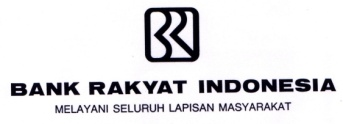 BANK RAKYAT INDONESIA
MELAYANI SELURUH LAPISAN MASYARAKAT